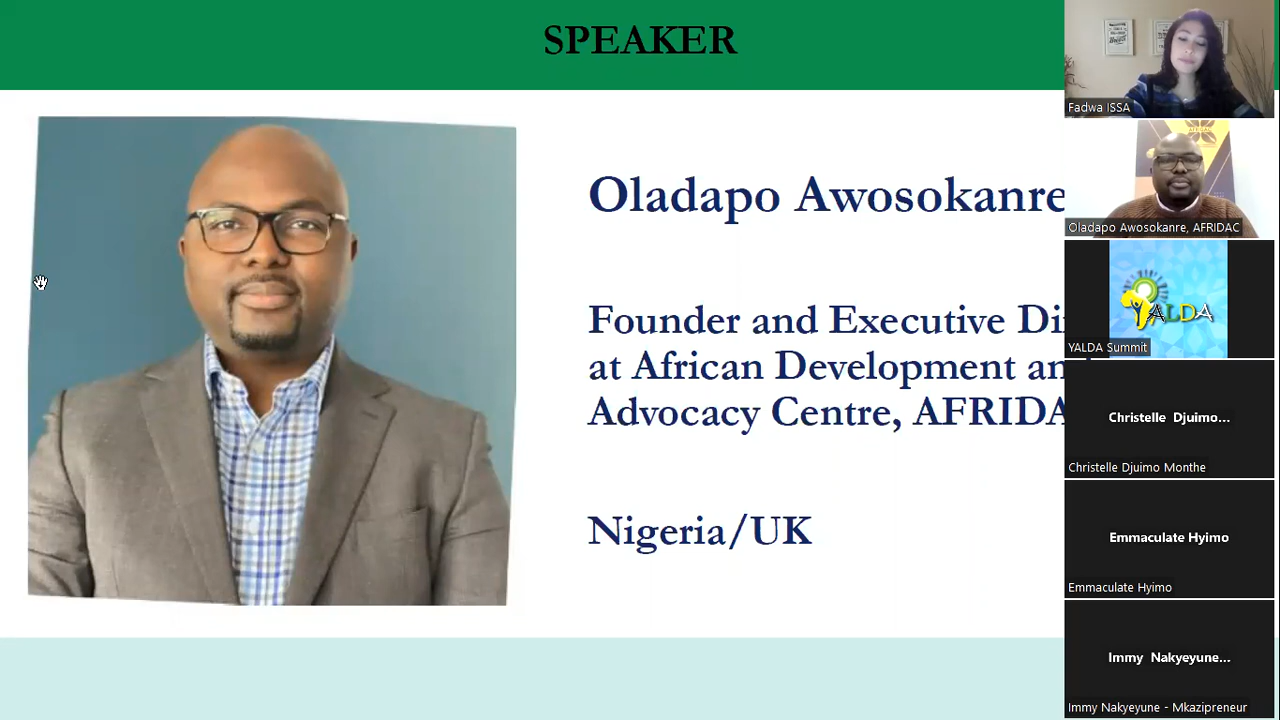 SPEAKER
Oladapo Awosokanre
Founder and Executive Di
at African Development an
Advocacy Centre, AFRIDA
Nigeria/UK
Fadwa ISSA
AFRIDAC
Oladapo Awosokanre, AFRIDAC
YALDA
YALDA Summit
Christelle Djuimo...
Christelle Djuimo Monthe
Emmaculate Hyimo
Emmaculate Hyimo
Immy Nakyeyune...
Immy Nakyeyune - Mkazipreneur